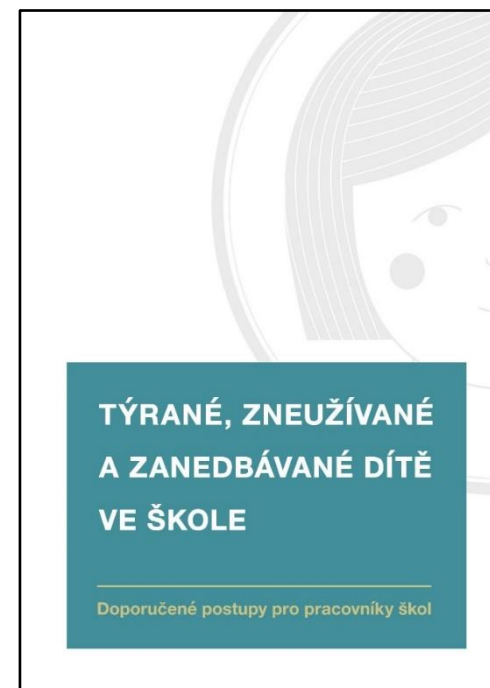 TÝRANÉ, ZNEUŽÍVANÉ
A ZANEDBÁVANÉ DÍTĚ
VE ŠKOLE
Doporučené postupy pro pracovníky škol